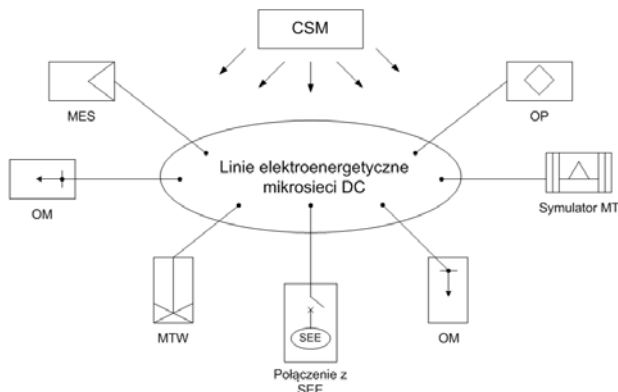 CSM
MES
OP
Linie elektroenergetyczne
mikrosieci DC
OM
Symulator MT
MTW
SEE
OM
Połączenie z
SEE